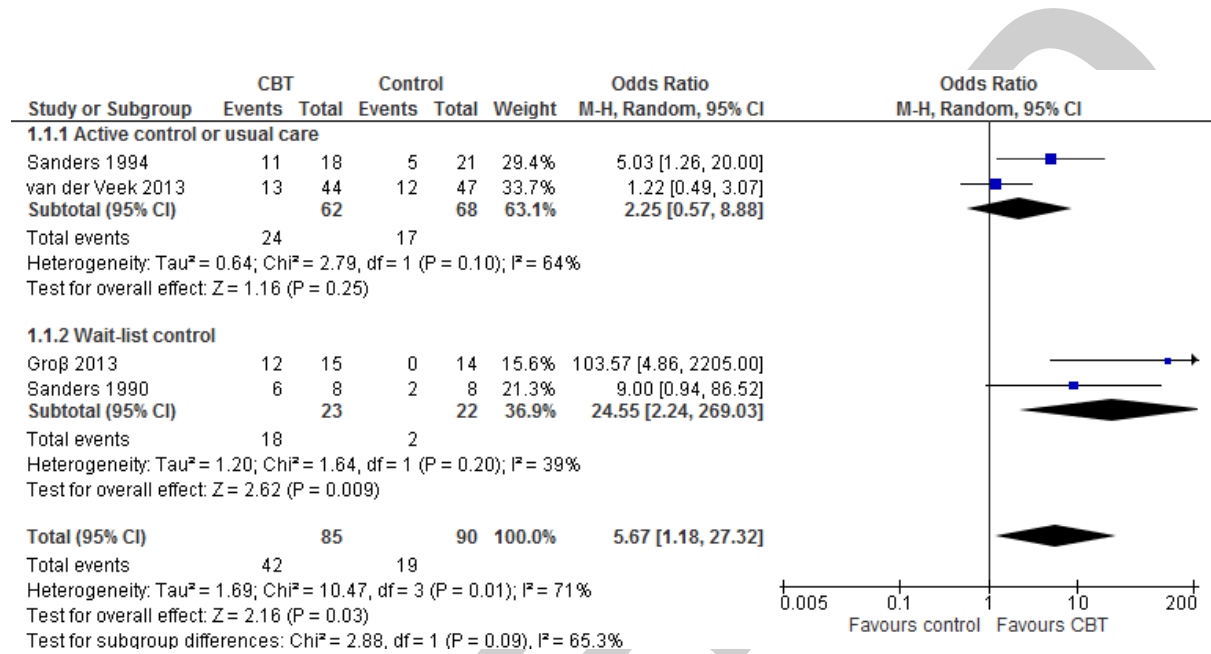 CBT Control Odds Ratio Odds Ratio
Study or Subgroup Events Total Events Total Weight M-H, Random, 95% CI M-H, Random, 95% CI
1.1.1 Active control or usual care
Sanders 1994 11 18 5 21 29.4% 5.03 [1.26, 20.00]
van der Veek 2013 13 44 12 47 33.7% 1.22 [0.49, 3.07]
Subtotal (95% CI) 62 68 63.1% 2.25 [0.57, 8.88]
Total events 24 17
Heterogeneity: Tau² = 0.64; Chi² = 2.79, df = 1 (P = 0.10); I² = 64%
Test for overall effect: Z = 1.16 (P = 0.25)
1.1.2 Wait-list control
Groβ 2013 12 15 0 14 15.6% 103.57 [4.86, 2205.00]
Sanders 1990 6 8 2 8 21.3% 9.00 [0.94, 86.52]
Subtotal (95% CI) 23 22 36.9% 24.55 [2.24, 269.03]
Total events 18 2
Heterogeneity: Tau² = 1.20; Chi² = 1.64, df = 1 (P = 0.20); I² = 39%
Test for overall effect: Z = 2.62 (P = 0.009)
Total (95% CI) 85 90 100.0% 5.67 [1.18, 27.32]
Total events 42 19
Heterogeneity: Tau² = 1.69; Chi² = 10.47, df = 3 (P = 0.01); I² = 71%
Test for overall effect: Z = 2.16 (P = 0.03)
Test for subgroup differences: Chi² = 2.88, df = 1 (P = 0.09), I² = 65.3%
0.005 0.1 1 10 200
Favours control Favours CBT